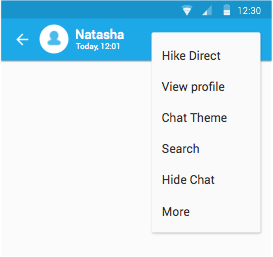 12:30
Natasha
Today, 12:01
Hike Direct
View profile
Chat Theme
Search
Hide Chat
More